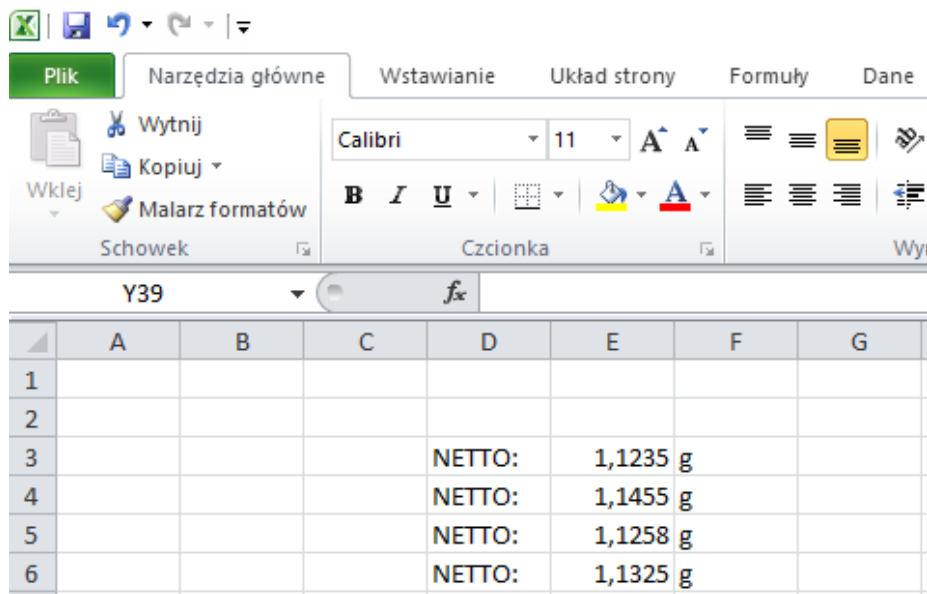 Plik Narzędzia główne Wstawianie Układ strony Formuły Dane
Wklej
Wytnij
Kopiuj
Malarz formatów
Schowek
Calibri 11 A A
B I U A
Czcionka
Wyr
Y39 fx
A B C D E F G
1
2
3 NETTO: 1,1235 g
4 NETTO: 1,1455 g
5 NETTO: 1,1258 g
6 NETTO: 1,1325 g